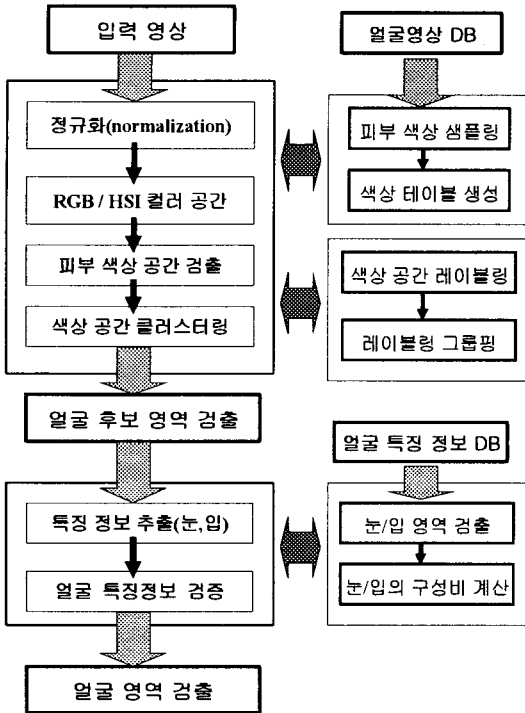 입력 영상
정규화(normalization)
RGB / HSI 컬러 공간
피부 색상 공간 검출
색상 공간 클러스터링
얼굴 후보 영역 검출
특징 정보 추출(눈,입)
얼굴 특징정보 검증
얼굴 영역 검출
얼굴영상 DB
피부 색상 샘플링
색상 테이블 생성
색상 공간 레이블링
레이블링 그룹핑
얼굴 특징 정보 DB
눈/입 영역 검출
눈/입의 구성비 계산